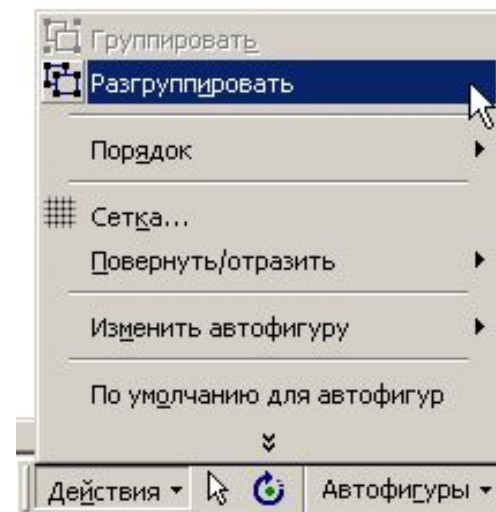 Группировать
Разгруппировать
Порядок
Сетка...
Повернуть/отразить
Изменить автофигуру
По умолчанию для автофигур
Действия Автофигуры